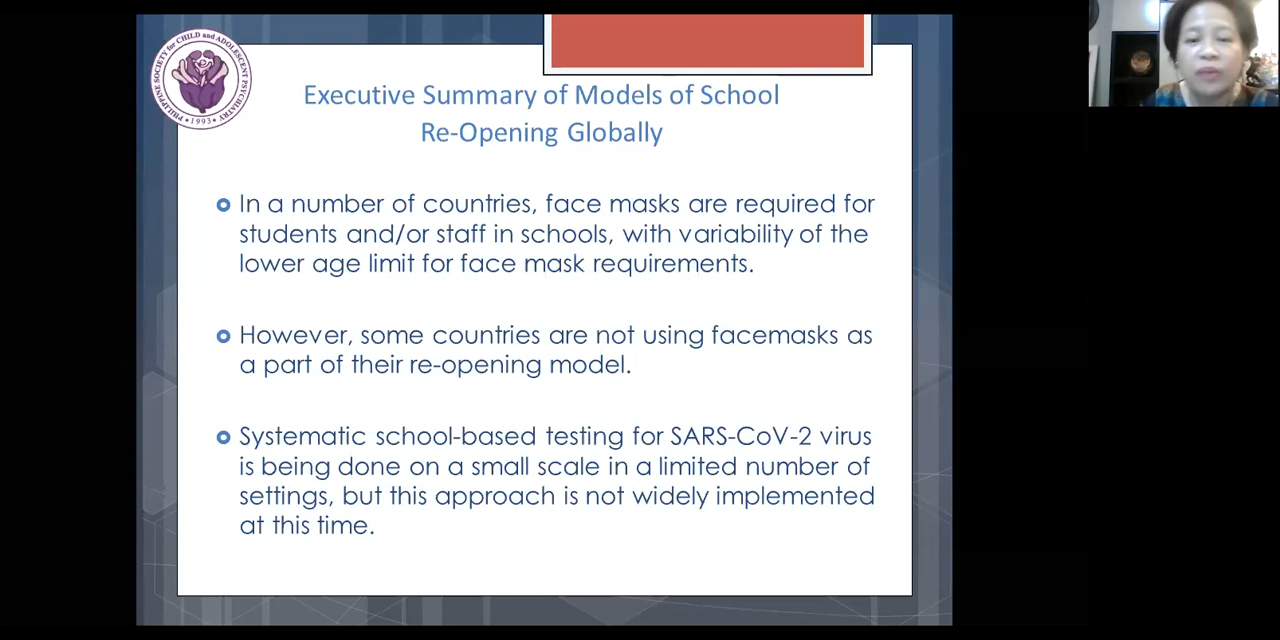 PHILIPPINE SOCIETY for CHILD and ADOLESCENT PSYCHIATRY
• 1993 •
Executive Summary of Models of School
Re-Opening Globally
In a number of countries, face masks are required for
students and/or staff in schools, with variability of the
lower age limit for face mask requirements.
However, some countries are not using facemasks as
a part of their re-opening model.
Systematic school-based testing for SARS-CoV-2 virus
is being done on a small scale in a limited number of
settings, but this approach is not widely implemented
at this time.